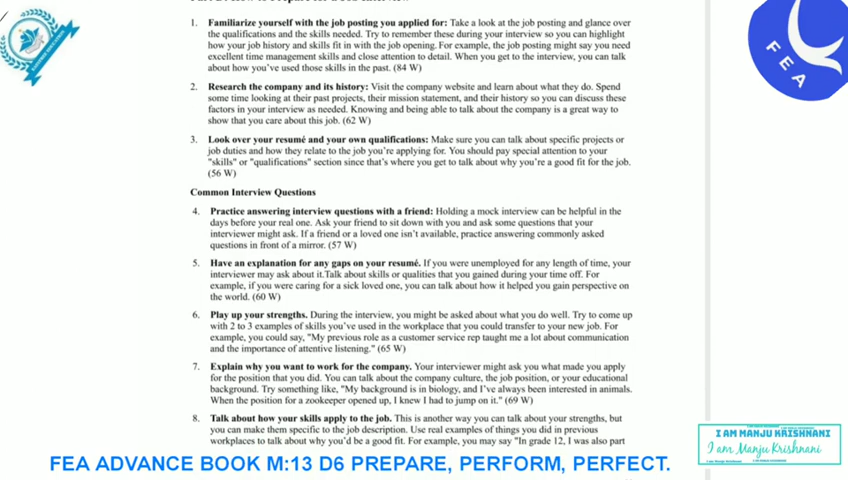 1. Familiarize yourself with the job posting you applied for: Take a look at the job posting and glance over
the qualifications and the skills needed. Try to remember these during your interview so you can highlight
how your job history and skills fit in with the job opening. For example, the job posting might say you need
excellent time management skills and close attention to detail. When you get to the interview, you can talk
about how you've used those skills in the past. (84 W)
2. Research the company and its history: Visit the company website and learn about what they do. Spend
some time looking at their past projects, their mission statement, and their history so you can discuss these
factors in your interview as needed. Knowing and being able to talk about the company is a great way to
show that you care about this job. (62 W)
3. Look over your resumé and your own qualifications: Make sure you can talk about specific projects or
job duties and how they relate to the job you're applying for. You should pay special attention to your
"skills" or "qualifications" section since that's where you get to talk about why you're a good fit for the job.
(56 W)
Common Interview Questions
4. Practice answering interview questions with a friend: Holding a mock interview can be helpful in the
days before your real one. Ask your friend to sit down with you and ask some questions that your
interviewer might ask. If a friend or a loved one isn't available, practice answering commonly asked
questions in front of a mirror. (57 W)
5. Have an explanation for any gaps on your resumé. If you were unemployed for any length of time, your
interviewer may ask about it.Talk about skills or qualities that you gained during your time off. For
example, if you were caring for a sick loved one, you can talk about how it helped you gain perspective on
the world. (60 W)
6. Play up your strengths. During the interview, you might be asked about what you do well. Try to come up
with 2 to 3 examples of skills you've used in the workplace that you could transfer to your new job. For
example, you could say, "My previous role as a customer service rep taught me a lot about communication
and the importance of attentive listening." (65 W)
7. Explain why you want to work for the company. Your interviewer might ask you what made you apply
for the position that you did. You can talk about the company culture, the job position, or your educational
background. Try something like, "My background is in biology, and I've always been interested in animals.
When the position for a zookeeper opened up, I knew I had to jump on it." (69 W)
8. Talk about how your skills apply to the job. This is another way you can talk about your strengths, but
you can make them specific to the job description. Use real examples of things you did in previous
workplaces to talk about why you'd be a good fit. For example, you may say "In grade 12, I was also part
FEA
I AM MANJU KRISHNANI
I am Manju Krishnani
FEA ADVANCE BOOK M:13 D6 PREPARE, PERFORM, PERFECT.